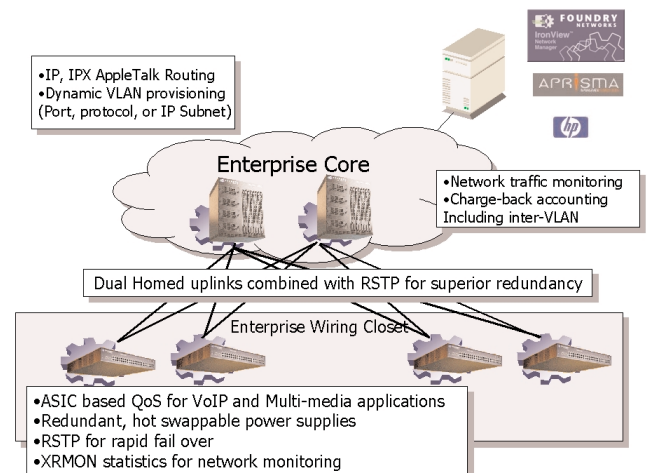 FOUNDRY
NETWORKS
IronView™
Network
Manager
APRISMA
hp
•IP, IPX AppleTalk Routing
•Dynamic VLAN provisioning
(Port, protocol, or IP Subnet)
Enterprise Core
•Network traffic monitoring
•Charge-back accounting
Including inter-VLAN
Dual Homed uplinks combined with RSTP for superior redundancy
Enterprise Wiring Closet
•ASIC based QoS for VoIP and Multi-media applications
•Redundant, hot swappable power supplies
•RSTP for rapid fail over
•XRMON statistics for network monitoring